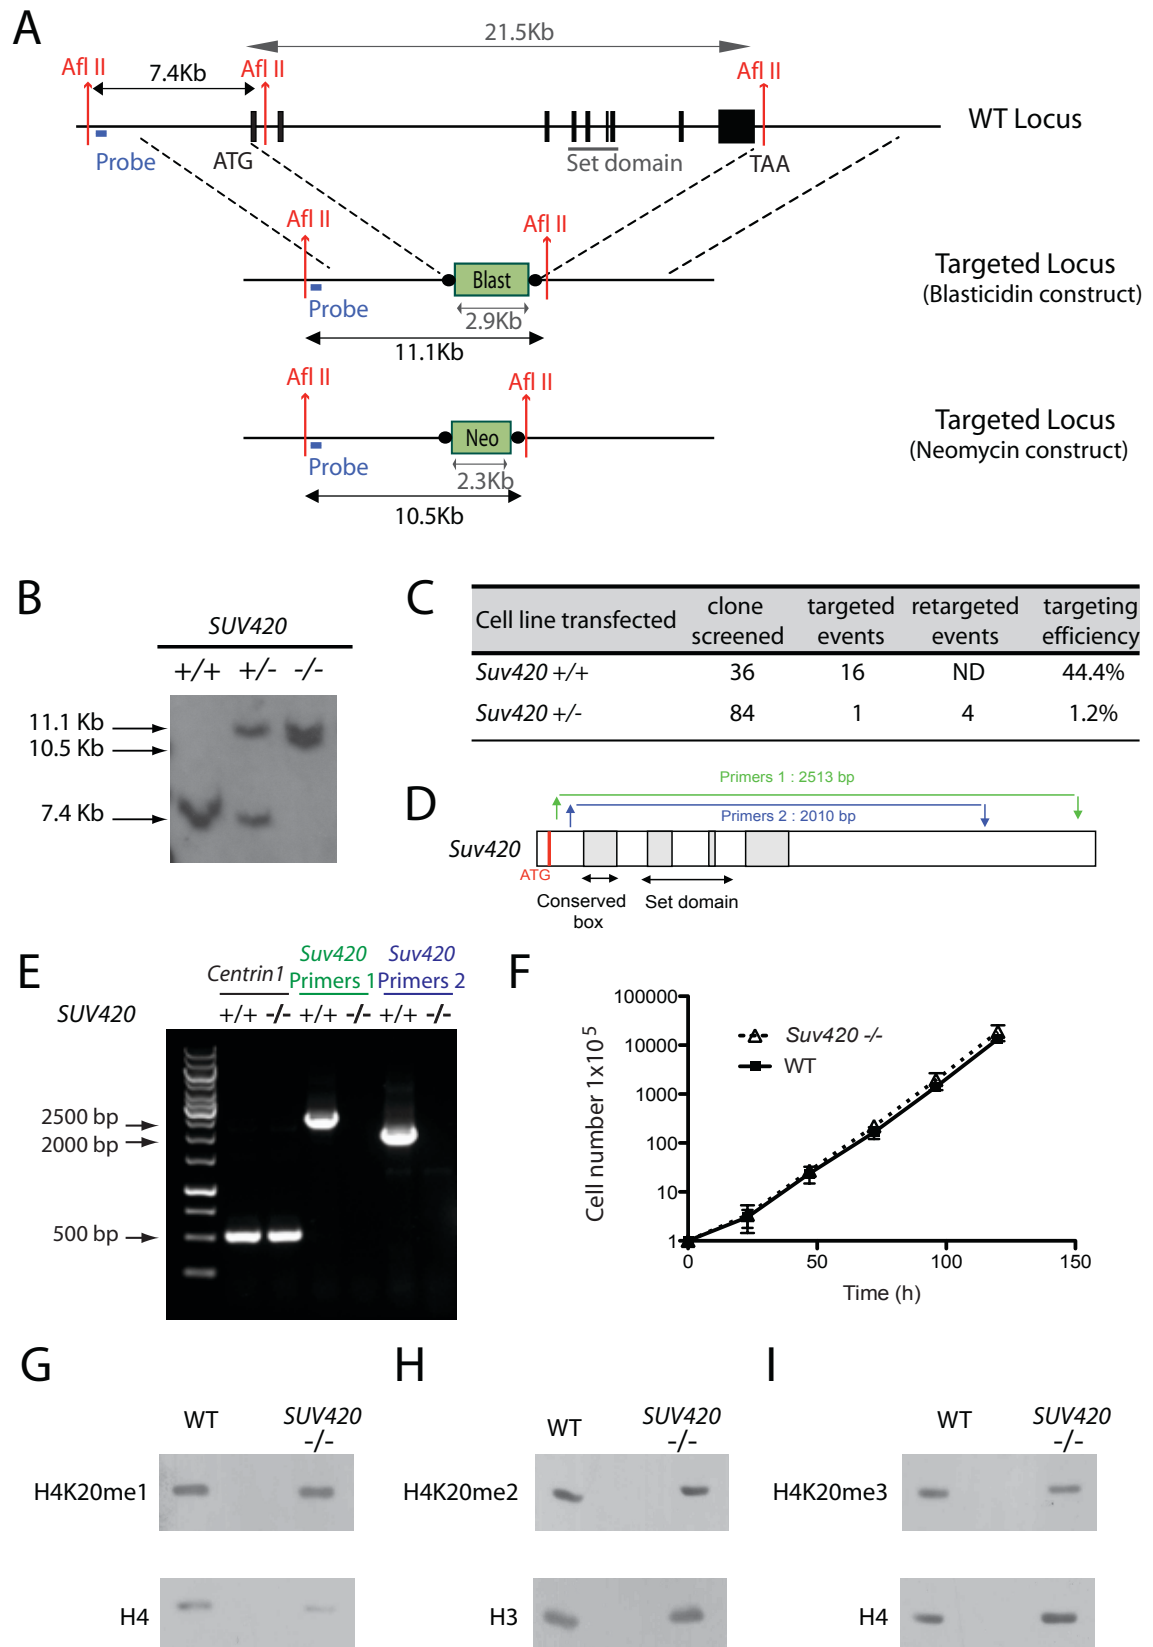 A
21.5Kb
Afl II
7.4Kb
Afl II
Afl II
WT Locus
Probe
ATG
Set domain
TAA
Afl II
Afl II
Blast
Targeted Locus
(Blasticidin construct)
Probe
2.9Kb
11.1Kb
Afl II
Afl II
Neo
Targeted Locus
(Neomycin construct)
Probe
2.3Kb
10.5Kb
B
SUV420
+/+ +/- -/-
11.1 Kb
10.5 Kb
7.4 Kb
C
Cell line transfected clone screened targeted events retargeted events targeting efficiency
Suv420 +/+ 36 16 ND 44.4%
Suv420 +/- 84 1 4 1.2%
D
Primers 1 : 2513 bp
Primers 2 : 2010 bp
Suv420
ATG
Conserved box
Set domain
E
Centrin1
Suv420 Primers 1
Suv420 Primers 2
SUV420
+/+ -/- +/+ -/- +/+ -/-
2500 bp
2000 bp
500 bp
F
Cell number 1x10⁵
100000
10000
1000
100
10
1
Suv420 -/-
WT
0 50 100 150
Time (h)
G
WT
SUV420 -/-
H4K20me1
H4
H
WT
SUV420 -/-
H4K20me2
H3
I
WT
SUV420 -/-
H4K20me3
H4